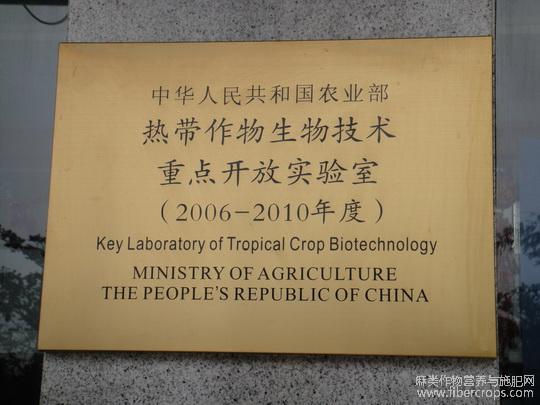 中华人民共和国农业部
热带作物生物技术
重点开放实验室
（2006-2010年度）
Key Laboratory of Tropical Crop Biotechnology
MINISTRY OF AGRICULTURE
THE PEOPLE'S REPUBLIC OF CHINA
麻类作物营养与施肥网
www.fibercrops.com